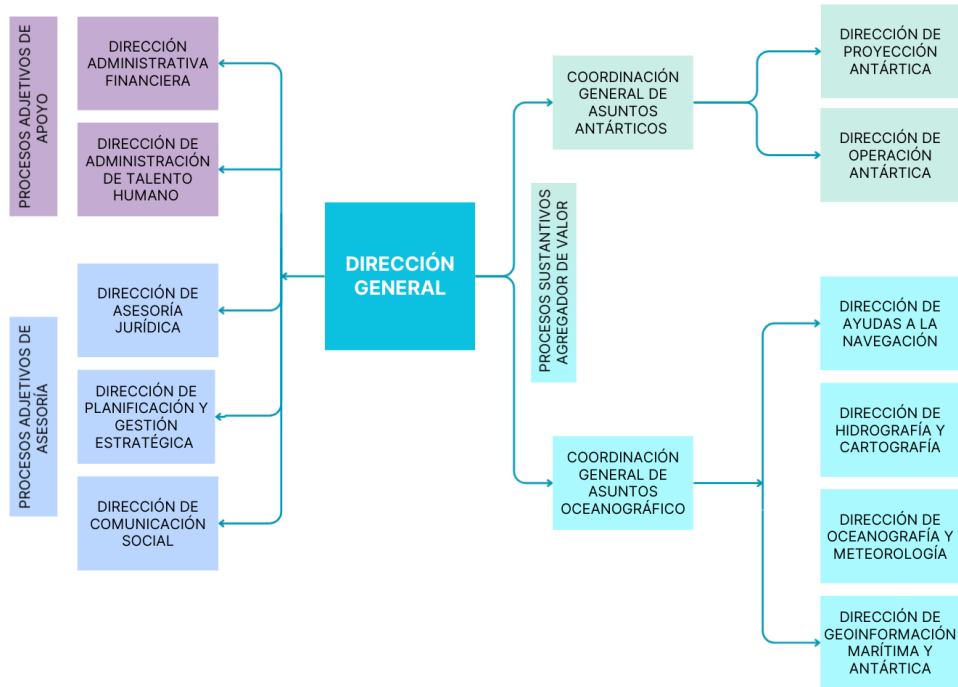 PROCESOS ADJETIVOS DE
APOYO
DIRECCIÓN
ADMINISTRATIVA
FINANCIERA
DIRECCIÓN DE
ADMINISTRACIÓN
DE TALENTO
HUMANO
PROCESOS ADJETIVOS DE
ASESORÍA
DIRECCIÓN DE
ASESORÍA
JURÍDICA
DIRECCIÓN DE
PLANIFICACIÓN Y
GESTIÓN
ESTRATÉGICA
DIRECCIÓN DE
COMUNICACIÓN
SOCIAL
DIRECCIÓN
GENERAL
PROCESOS SUSTANTIVOS
AGREGADOR DE VALOR
COORDINACIÓN
GENERAL DE
ASUNTOS
ANTÁRTICOS
DIRECCIÓN DE
PROYECCIÓN
ANTÁRTICA
DIRECCIÓN DE
OPERACIÓN
ANTÁRTICA
COORDINACIÓN
GENERAL DE
ASUNTOS
OCEANOGRÁFICO
DIRECCIÓN DE
AYUDAS A LA
NAVEGACIÓN
DIRECCIÓN DE
HIDROGRAFÍA Y
CARTOGRAFÍA
DIRECCIÓN DE
OCEANOGRAFÍA Y
METEOROLOGÍA
DIRECCIÓN DE
GEOINFORMACIÓN
MARÍTIMA Y
ANTÁRTICA